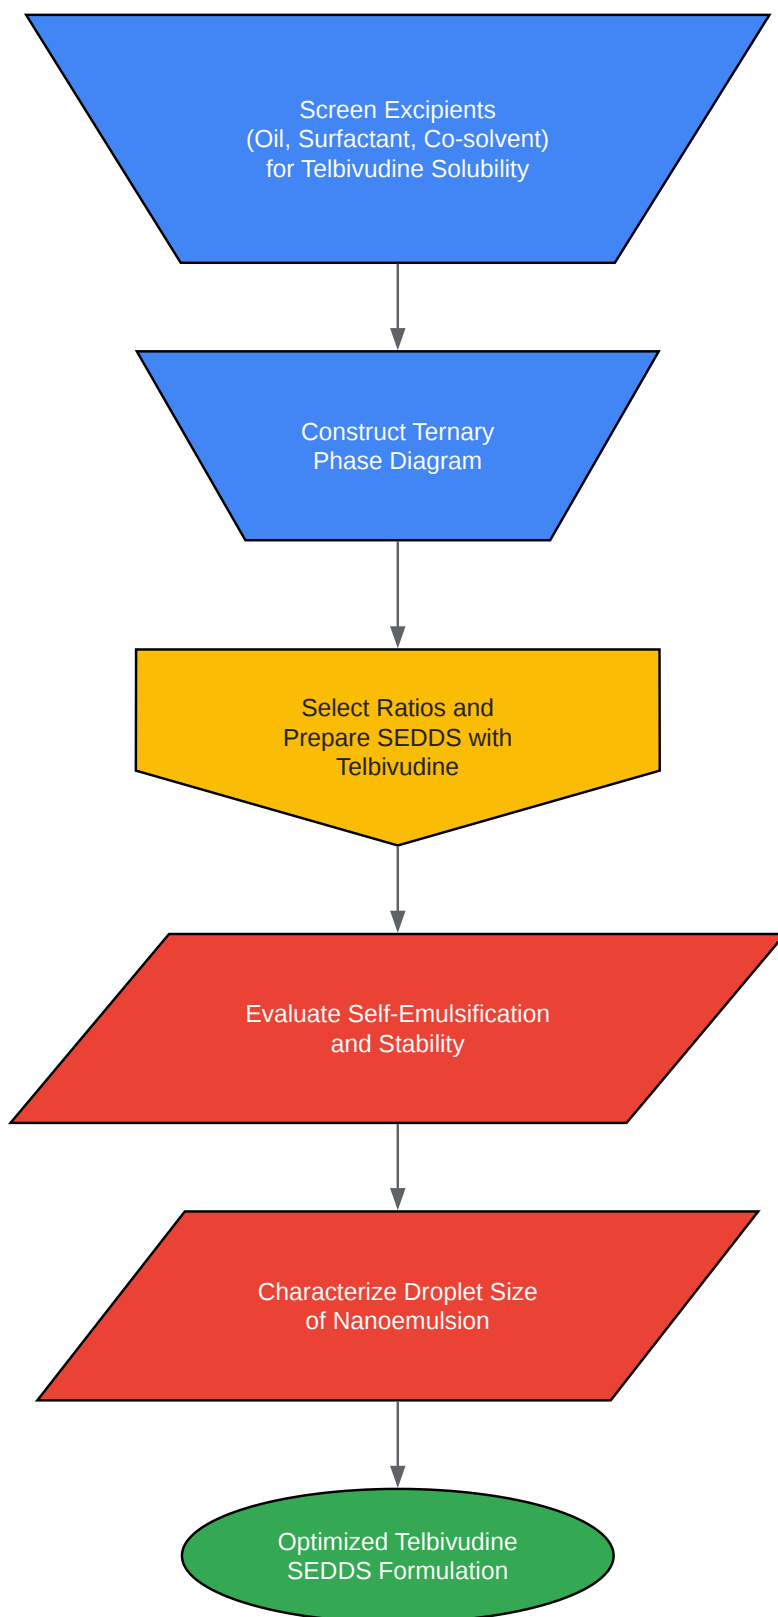 Screen Excipients
(Oil, Surfactant, Co-solvent)
for Telbivudine Solubility
Construct Ternary
Phase Diagram
Select Ratios and
Prepare SEDDS with
Telbivudine
Evaluate Self-Emulsification
and Stability
Characterize Droplet Size
of Nanoemulsion
Optimized Telbivudine
SEDDS Formulation